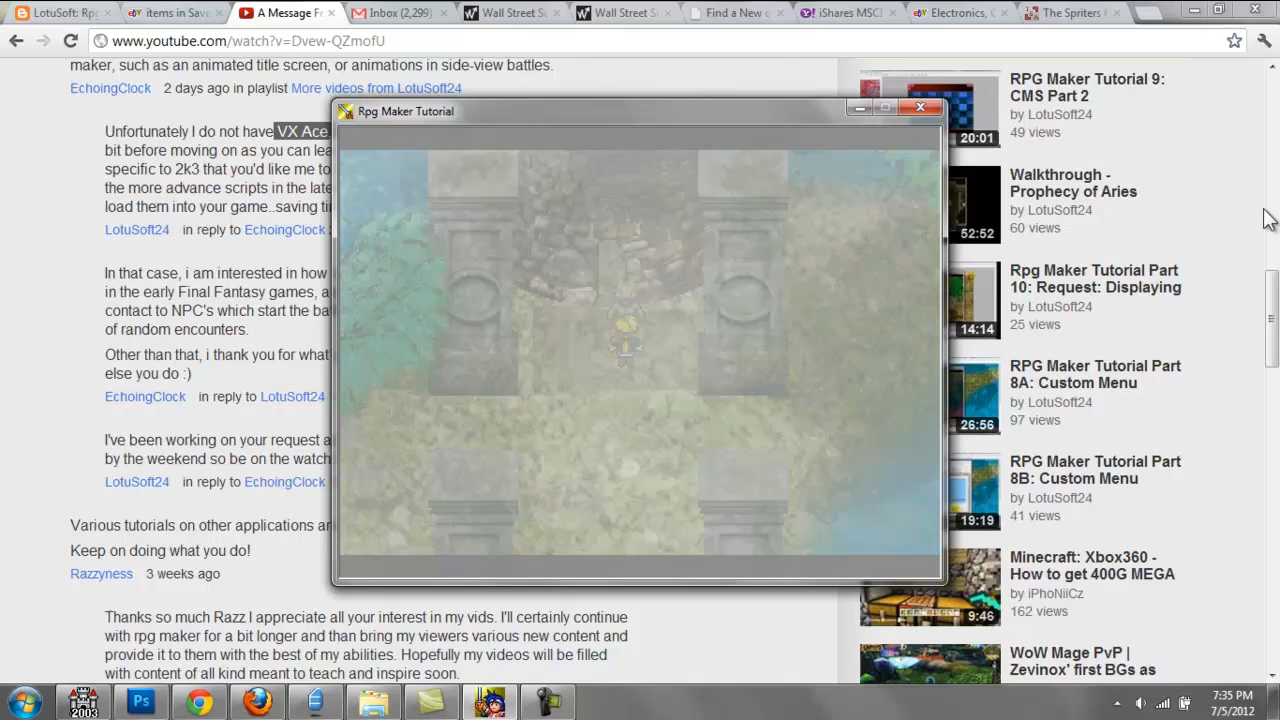 LotuSoft: Rpg
items in Save
A Message Fo
Inbox (2,299)
Wall Street S
Wall Street S
Find a New o
iShares MSCI
Electronics, C
The Spriters R
www.youtube.com/watch?v=Dvew-QZmofU
maker, such as an animated title screen, or animations in side-view battles.
EchoingClock 2 days ago in playlist More videos from LotuSoft24
Unfortunately I do not have VX Ace
bit before moving on as you can lea
specific to 2k3 that you'd like me to
the more advance scripts in the late
load them into your game..saving ti
LotuSoft24 in reply to EchoingClock
In that case, i am interested in how
in the early Final Fantasy games, a
contact to NPC's which start the ba
of random encounters.
Other than that, i thank you for what
else you do :)
EchoingClock in reply to LotuSoft24
I've been working on your request a
by the weekend so be on the watch
LotuSoft24 in reply to EchoingClock
Various tutorials on other applications an
Keep on doing what you do!
Razzyness 3 weeks ago
Thanks so much Razz.I appreciate all your interest in my vids, I'll certainly continue
with rpg maker for a bit longer and than bring my viewers various new content and
provide it to them with the best of my abilities. Hopefully my videos will be filled
with content of all kind meant to teach and inspire soon.
Rpg Maker Tutorial
RPG Maker Tutorial 9:
CMS Part 2
by LotuSoft24
49 views
20:01
Walkthrough -
Prophecy of Aries
by LotuSoft24
60 views
52:52
Rpg Maker Tutorial Part
10: Request: Displaying
by LotuSoft24
25 views
14:14
RPG Maker Tutorial Part
8A: Custom Menu
by LotuSoft24
97 views
26:56
RPG Maker Tutorial Part
8B: Custom Menu
by LotuSoft24
41 views
19:19
Minecraft: Xbox360 -
How to get 400G MEGA
by iPhoNiiCz
162 views
9:46
WoW Mage PvP |
Zevinox' first BGs as
2003
Ps
7:35 PM
7/5/2012